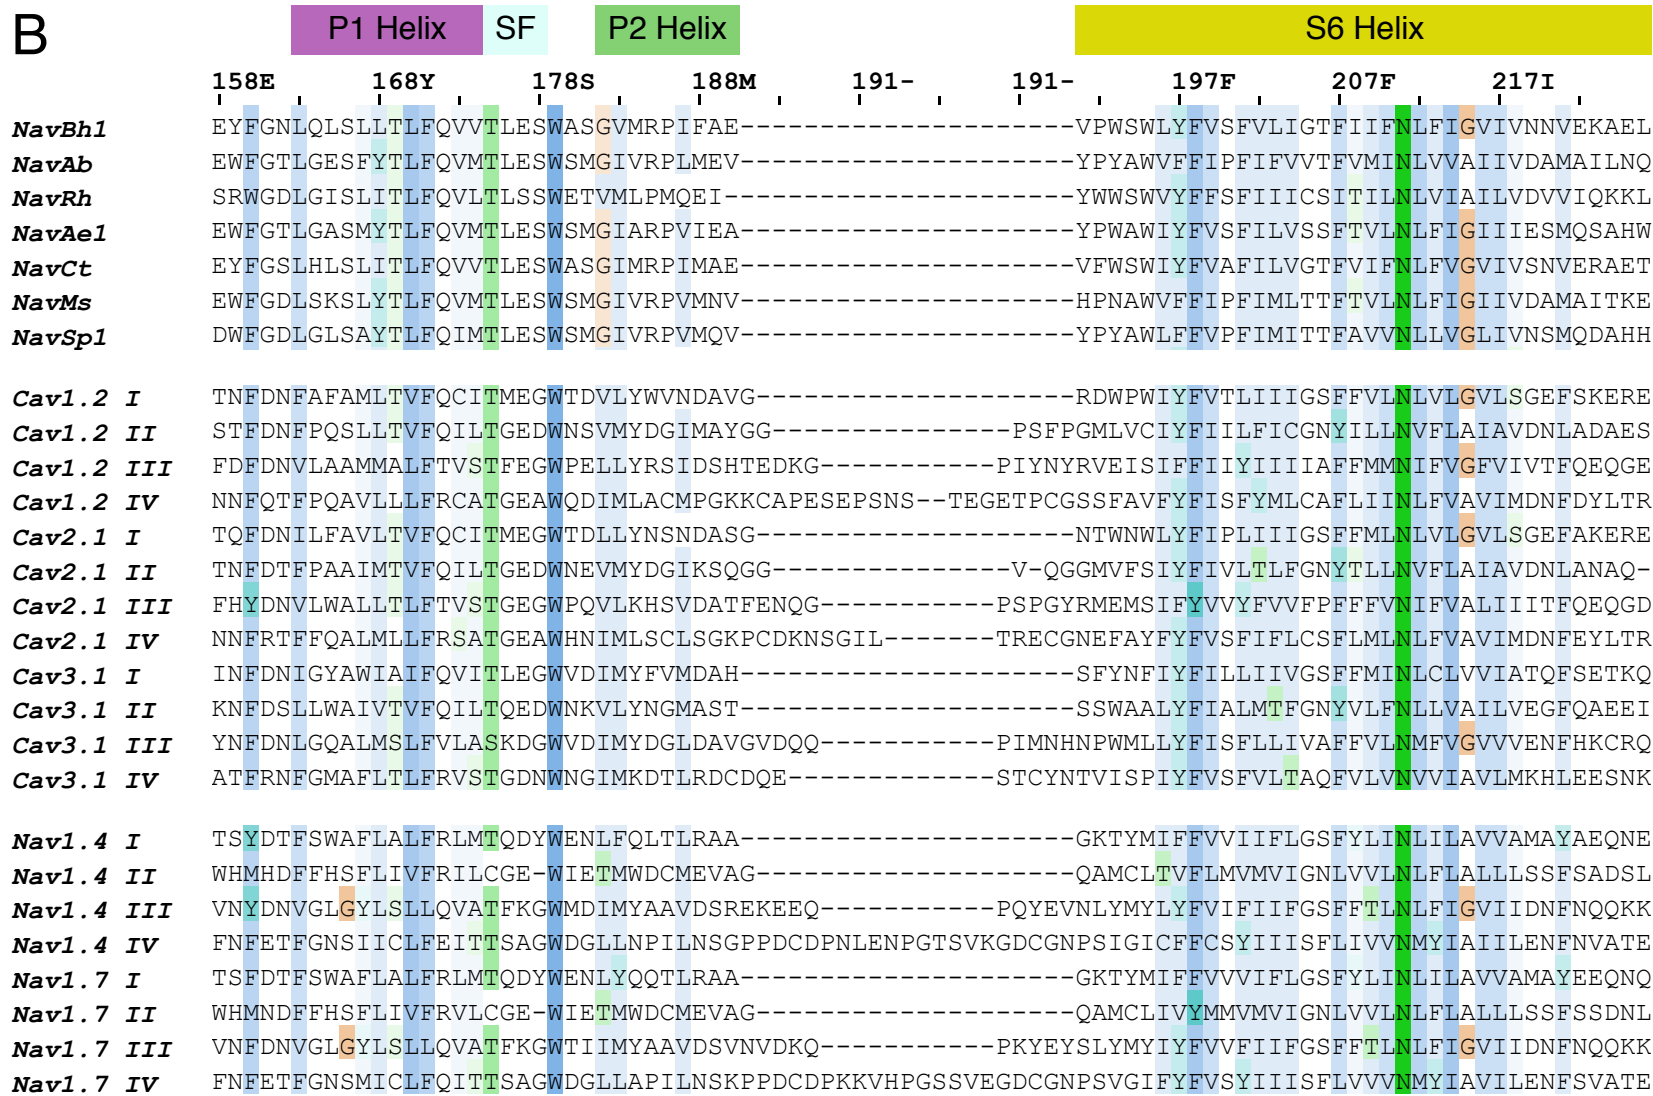 B
P1 Helix SF P2 Helix S6 Helix
158E 168Y 178S 188M 191- 191- 197F 207F 217I
NavBh1 EYFGNLQLSLLTLFQVVTLESWASGVMRPIFAE---------------------VPWSWLYFVSFVLIGTFIIFNLFIGVIVNNVEKAEL
NavAb EWFGTLGESFYTLFQVMTLESWSMGIVRPLMEV---------------------YPYAWVFFIPFIFVVTFVMINLVVAIIVDAMAILNQ
NavRh SRWGDLGISLITLFQVLTLSSWETVMLPMQEI----------------------YWWSWVYFFSFIIICSITILNLVIAILVDVVIQKKL
NavAe1 EWFGTLGASMYTLFQVMTLESWSMGIARPVIEA---------------------YPWAWIYFVSFILVSSFTVLNLFIGIIIESMQSAHW
NavCt EYFGSLHLSLITLFQVVTLESWASGIMRPIMAE---------------------VFWSWIYFVAFILVGTFVIFNLFVGVIVSNVERAET
NavMs EWFGDLSKSLYTLFQVMTLESWSMGIVRPVMNV---------------------HPNAWVFFIPFIMLTTFTVLNLFIGIIVDAMAITKE
NavSp1 DWFGDLGLSAYTLFQIMTLESWSMGIVRPVMQV---------------------YPYAWLFFVPFIMITTFAVVNLLVGLIVNSMQDAHH
Cav1.2 I TNFDNFAFAMLTVFQCITMEGWTDVLYWVNDAVG--------------------RDWPWIYFVTLIIIGSFFVLNLVLGVLSGEFSKERE
Cav1.2 II STFDNFPQSLLTVFQILTGEDWNSVMYDGIMAYGG---------------PSFPGMLVCIYFIILFICGNYILLNVFLAIAVDNLADAES
Cav1.2 III FDFDNVLAAMMALFTVSTFEGWPELLYRSIDSHTEDKG-----------PIYNYRVEISIFFIIYIIIIAFFMMNIFVGFVIVTFQEQGE
Cav1.2 IV NNFQTFPQAVLLLFRCATGEAWQDIMLACMPGKKCAPESEPSNS--TEGETPCGSSFAVFYFISFYMLCAFLIINLFVAVIMDNFDYLTR
Cav2.1 I TQFDNILFAVLTVFQCITMEGWTDLLYNSNDASG--------------------NTWNWLYFIPLIIIGSFFMLNLVLGVLSGEFAKERE
Cav2.1 II TNFDTFPAAIMTVFQILTGEDWNEVMYDGIKSQGG---------------V-QGGMVFSIYFIVLTLFGNYTLLNVFLAIAVDNLANAQ-
Cav2.1 III FHYDNVLWALLTLFTVSTGEGWPQVLKHSVDATFENQG-----------PSPGYRMEMSIFYVVYFVVFPFFFVNIFVALIIITFQEQGD
Cav2.1 IV NNFRTFFQALMLLFRSATGEAWHNIMLSCLSGKPCDKNSGIL-------TRECGNEFAYFYFVSFIFLCSFLMLNLFVAVIMDNFEYLTR
Cav3.1 I INFDNIGYAWIAIFQVITLEGWVDIMYFVMDAH---------------------SFYNFIYFILLIIVGSFFMINLCLVVIATQFSETKQ
Cav3.1 II KNFDSLLWAIVTVFQILTQEDWNKVLYNGMAST---------------------SSWAALYFIALMTFGNYVLFNLLVAILVEGFQAEEI
Cav3.1 III YNFDNLGQALMSLFVLASKDGWVDIMYDGLDAVGVDQQ-----------PIMNHNPWMLLYFISFLLIVAFFVLNMFVGVVVENFHKCRQ
Cav3.1 IV ATFRNFGMAFLTLFRVSTGDNWNGIMKDTLRDCDQE-------------STCYNTVISPIYFVSFVLTAQFVLVNVVIAVLMKHLEESNK
Nav1.4 I TSYDTFSWAFLALFRLMTQDYWENLFQLTLRAA---------------------GKTYMIFFVVIIFLGSFYLINLILAVVAMAYAEQNE
Nav1.4 II WHMHDFFHSFLIVFRILCGE-WIETMWDCMEVAG--------------------QAMCLTVFLMVMVIGNLVVLNLFLALLLSSFSADSL
Nav1.4 III VNYDNVGLGYLSLLQVATFKGWMDIMYAAVDSREKEEQ-----------PQYEVNLYMYLYFVIFIIFGSFFTLNLFIGVIIDNFNQQKK
Nav1.4 IV FNFETFGNSIICLFEITTSAGWDGLLNPILNSGPPDCDPNLENPGTSVKGDCGNPSIGICFFCSYIIISFLIVVNMYIAIILENFNVATE
Nav1.7 I TSFDTFSWAFLALFRLMTQDYWENLYQQTLRAA---------------------GKTYMIFFVVVIFLGSFYLINLILAVVAMAYEEQNQ
Nav1.7 II WHMNDFFHSFLIVFRVLCGE-WIETMWDCMEVAG--------------------QAMCLIVYMMVMVIGNLVVLNLFLALLLSSFSSDNL
Nav1.7 III VNFDNVGLGYLSLLQVATFKGWTIIMYAAVDSVNVDKQ-----------PKYEYSLYMYIYFVVFIIFGSFFTLNLFIGVIIDNFNQQKK
Nav1.7 IV FNFETFGNSMICLFQITTSAGWDGLLAPILNSKPPDCDPKKVHPGSSVEGDCGNPSVGIFYFVSYIIISFLVVVNMYIAVILENFSVATE